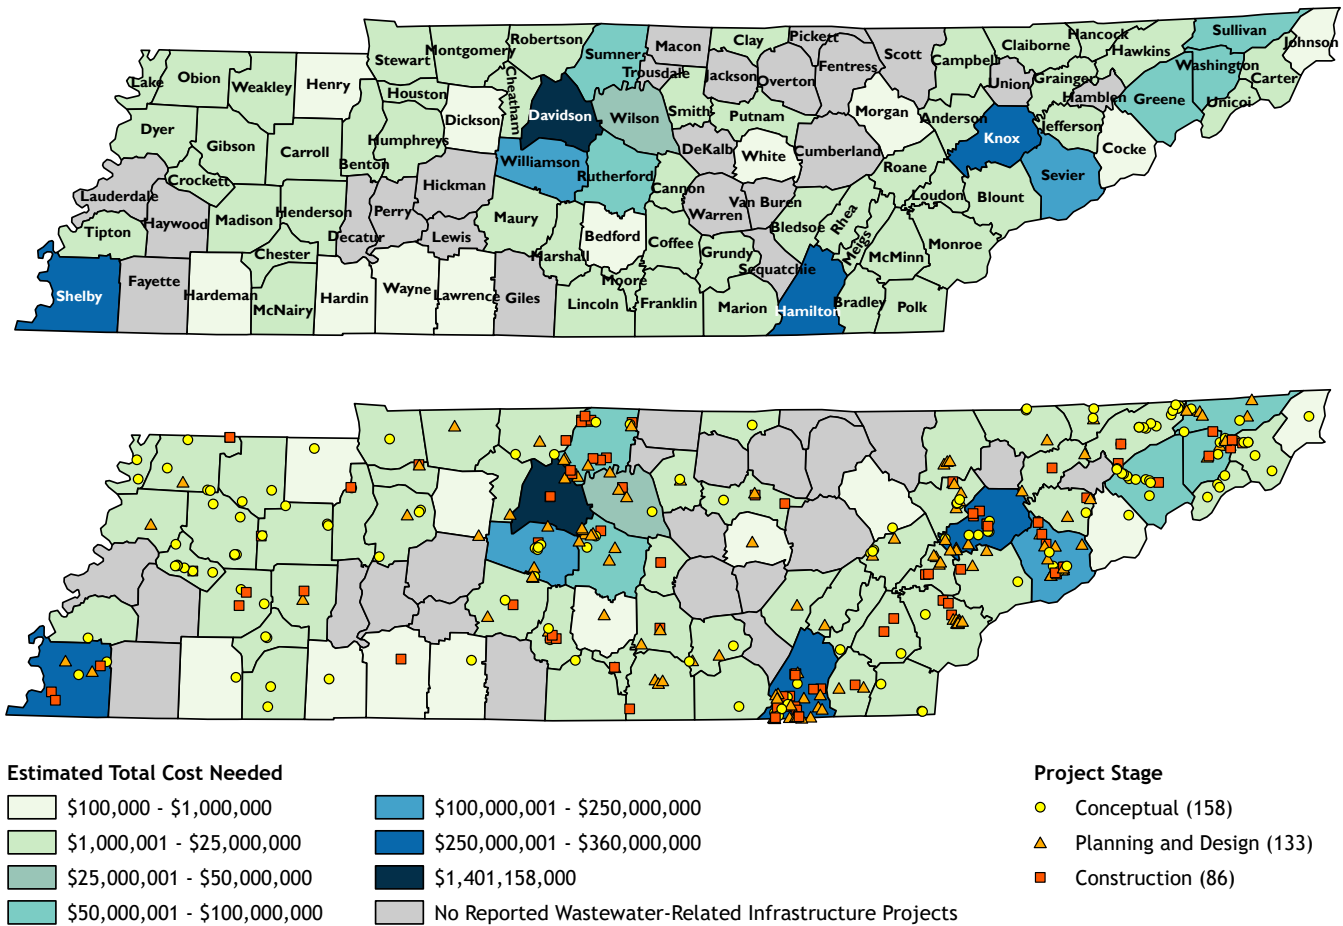 Lake
Obion
Weakley
Henry
Stewart
Montgomery
Robertson
Sumner
Macon
Clay
Pickett
Scott
Campbell
Claiborne
Hancock
Hawkins
Sullivan
Johnson
Houston
Cheatham
Trousdale
Jackson
Overton
Fentress
Union
Grainger
Hamblen
Washington
Greene
Carter
Unicoi
Dyer
Gibson
Carroll
Benton
Humphreys
Dickson
Davidson
Wilson
Smith
Putnam
Morgan
Anderson
Knox
Jefferson
Cocke
Crockett
Lauderdale
Haywood
Madison
Henderson
Decatur
Perry
Hickman
Williamson
Rutherford
Cannon
DeKalb
White
Cumberland
Roane
Loudon
Blount
Sevier
Tipton
Chester
Lewis
Maury
Bedford
Coffee
Warren
Van Buren
Bledsoe
Rhea
Meigs
McMinn
Monroe
Shelby
Fayette
Hardeman
McNairy
Hardin
Wayne
Lawrence
Giles
Marshall
Moore
Lincoln
Franklin
Grundy
Sequatchie
Marion
Hamilton
Bradley
Polk
Estimated Total Cost Needed
$100,000 - $1,000,000
$1,000,001 - $25,000,000
$25,000,001 - $50,000,000
$50,000,001 - $100,000,000
$100,000,001 - $250,000,000
$250,000,001 - $360,000,000
$1,401,158,000
No Reported Wastewater-Related Infrastructure Projects
Project Stage
Conceptual (158)
Planning and Design (133)
Construction (86)